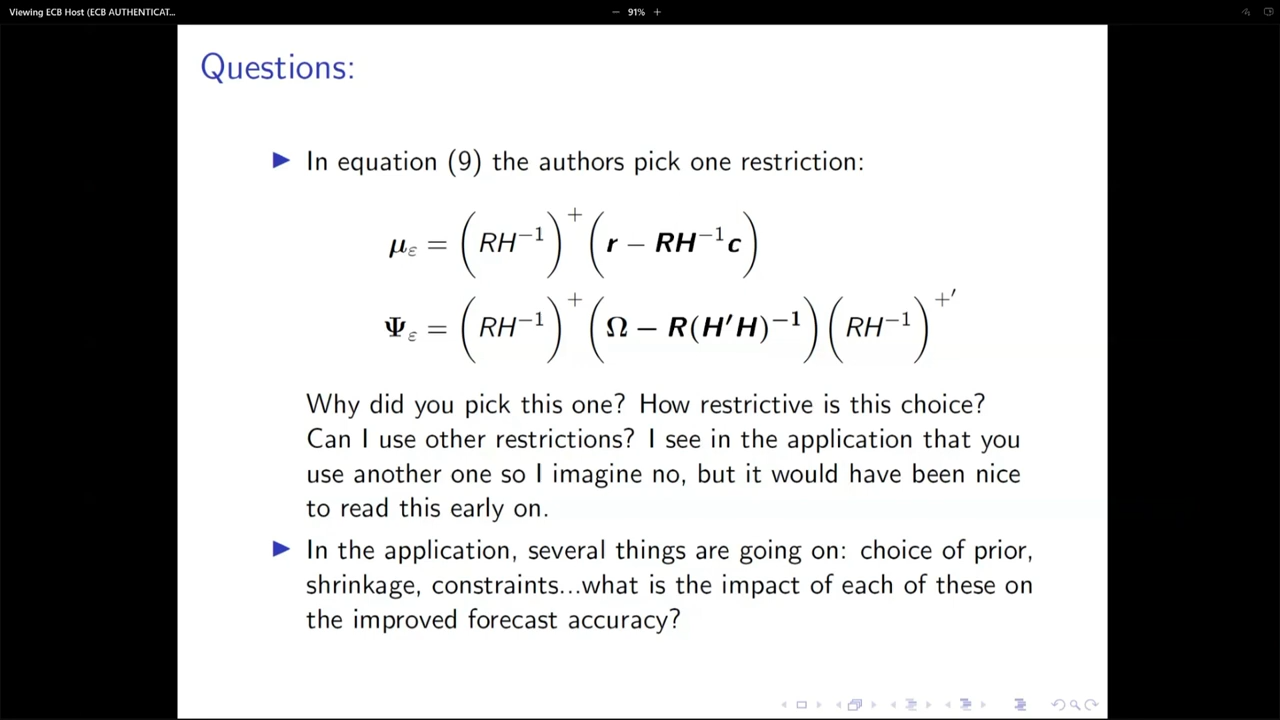 Viewing ECB Host (ECB AUTHENTICAT...
− 91% +
Questions:
In equation (9) the authors pick one restriction:
μ_ε = (RH⁻¹)⁺ (r − RH⁻¹c)
Ψ_ε = (RH⁻¹)⁺ (Ω − R(H′H)⁻¹) (RH⁻¹)⁺′
Why did you pick this one? How restrictive is this choice?
Can I use other restrictions? I see in the application that you
use another one so I imagine no, but it would have been nice
to read this early on.
In the application, several things are going on: choice of prior,
shrinkage, constraints...what is the impact of each of these on
the improved forecast accuracy?